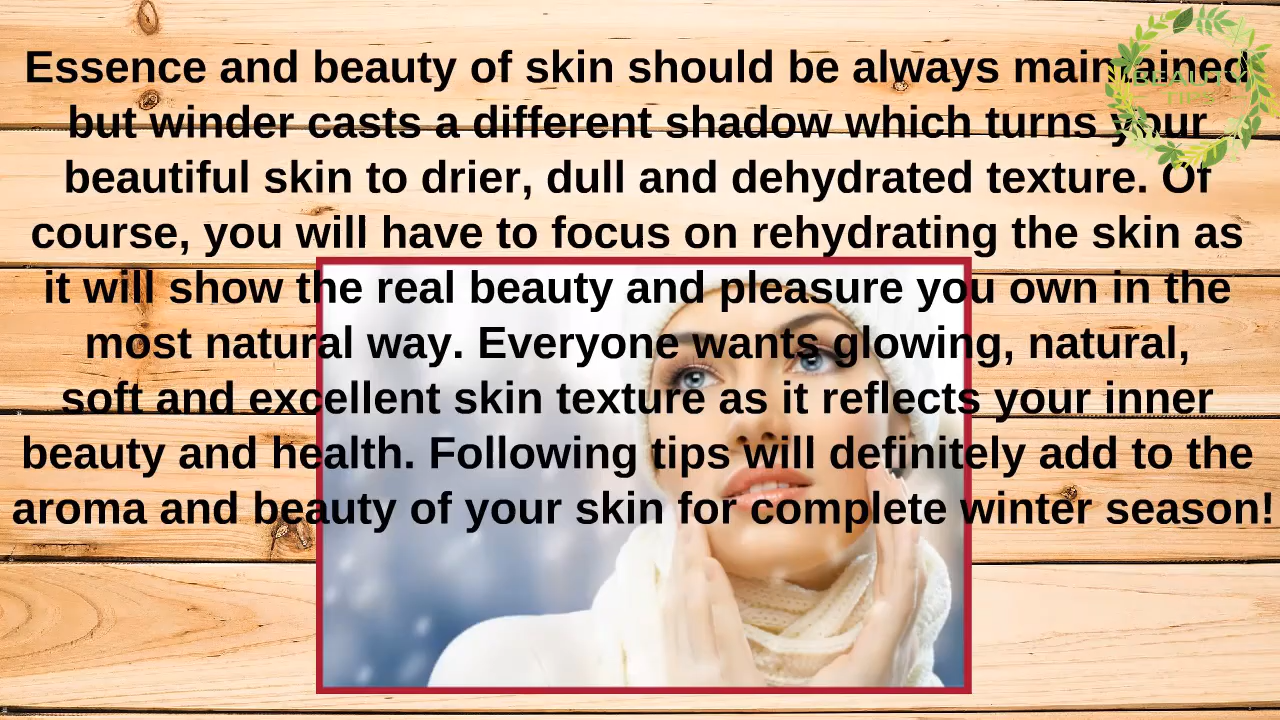 Essence and beauty of skin should be always maintained
but winder casts a different shadow which turns your
beautiful skin to drier, dull and dehydrated texture. Of
course, you will have to focus on rehydrating the skin as
it will show the real beauty and pleasure you own in the
most natural way. Everyone wants glowing, natural,
soft and excellent skin texture as it reflects your inner
beauty and health. Following tips will definitely add to the
aroma and beauty of your skin for complete winter season!
BEAUTY
TIPS